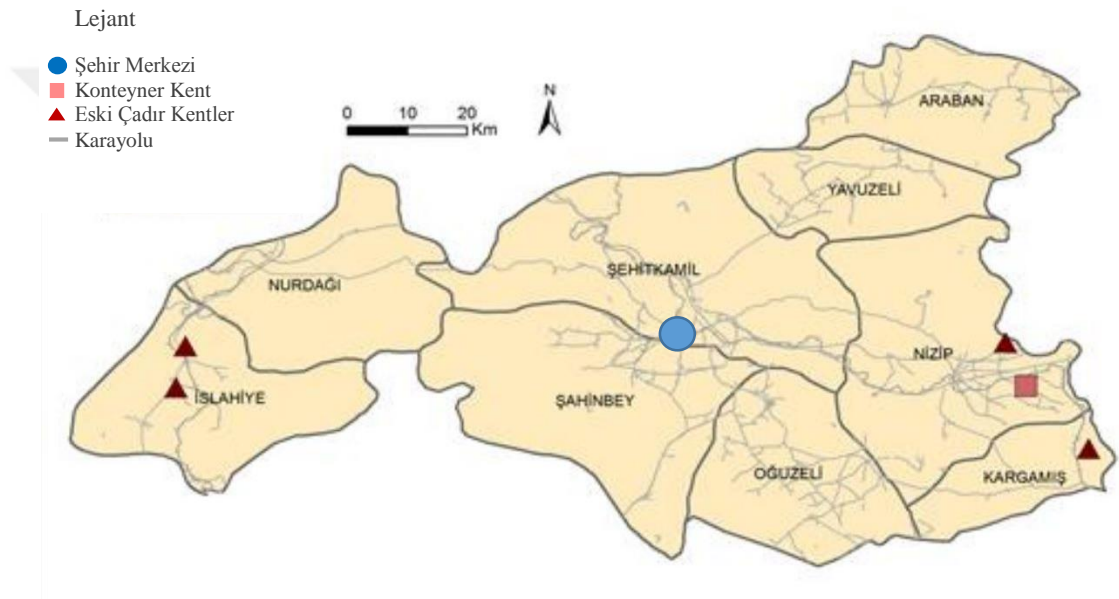 Lejant
Şehir Merkezi
Konteyner Kent
Eski Çadır Kentler
Karayolu
0 10 20
Km
N
ARABAN
YAVUZELİ
ŞEHİTKAMİL
NURDAĞI
NİZİP
İSLAHİYE
ŞAHİNBEY
OĞUZELİ
KARGAMIŞ